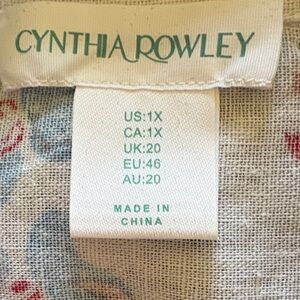 CYNTHIA ROWLEY
US:1X
CA:1X
UK:20
EU:46
AU:20
MADE IN
CHINA